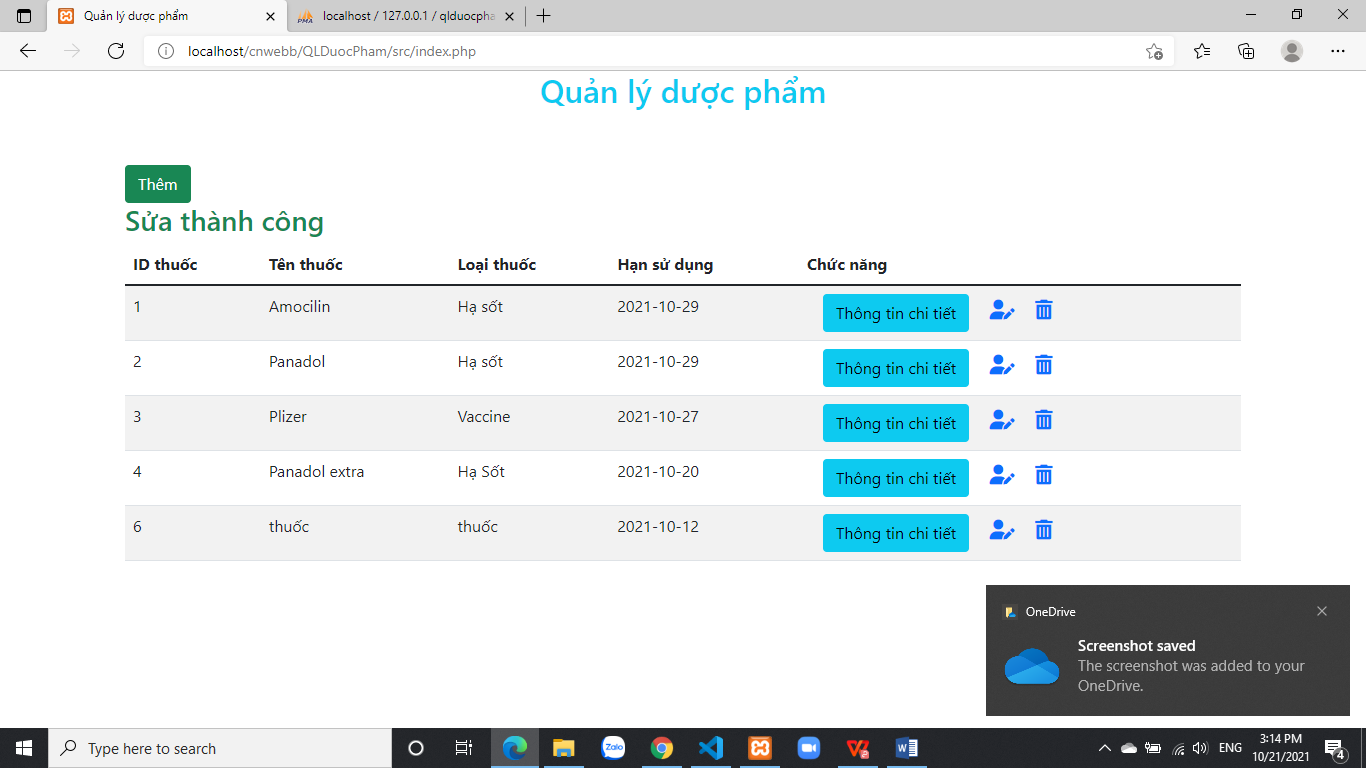 Quản lý dược phẩm
localhost / 127.0.0.1 / qlduocpha
localhost/cnwebb/QLDuocPham/src/index.php
Quản lý dược phẩm
Thêm
Sửa thành công
ID thuốc Tên thuốc Loại thuốc Hạn sử dụng Chức năng
1 Amocilin Hạ sốt 2021-10-29 Thông tin chi tiết
2 Panadol Hạ sốt 2021-10-29 Thông tin chi tiết
3 Plizer Vaccine 2021-10-27 Thông tin chi tiết
4 Panadol extra Hạ Sốt 2021-10-20 Thông tin chi tiết
6 thuốc thuốc 2021-10-12 Thông tin chi tiết
OneDrive
Screenshot saved
The screenshot was added to your
OneDrive.
Type here to search
Zalo
ENG
3:14 PM
10/21/2021
4